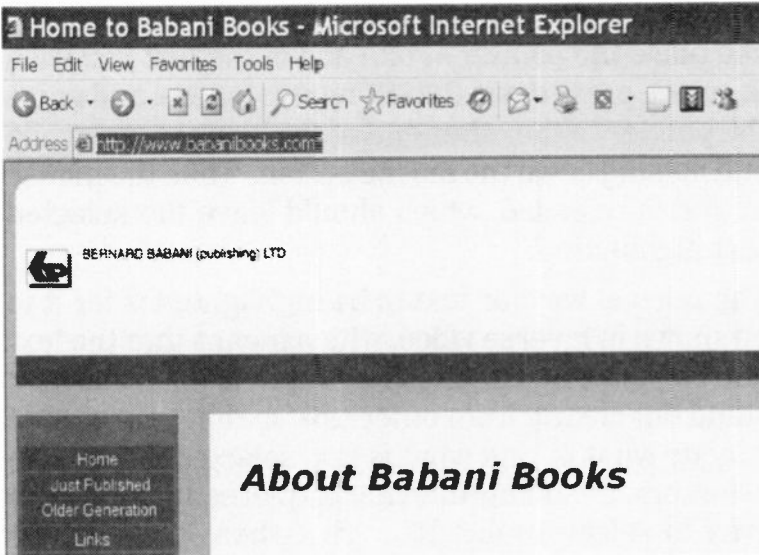 Home to Babani Books - Microsoft Internet Explorer
File Edit View Favorites Tools Help
Back Search Favorites
Address http://www.babanibooks.com
BERNARD BABANI (publishing) LTD
Home
Just Published
Older Generation
Links
About Babani Books